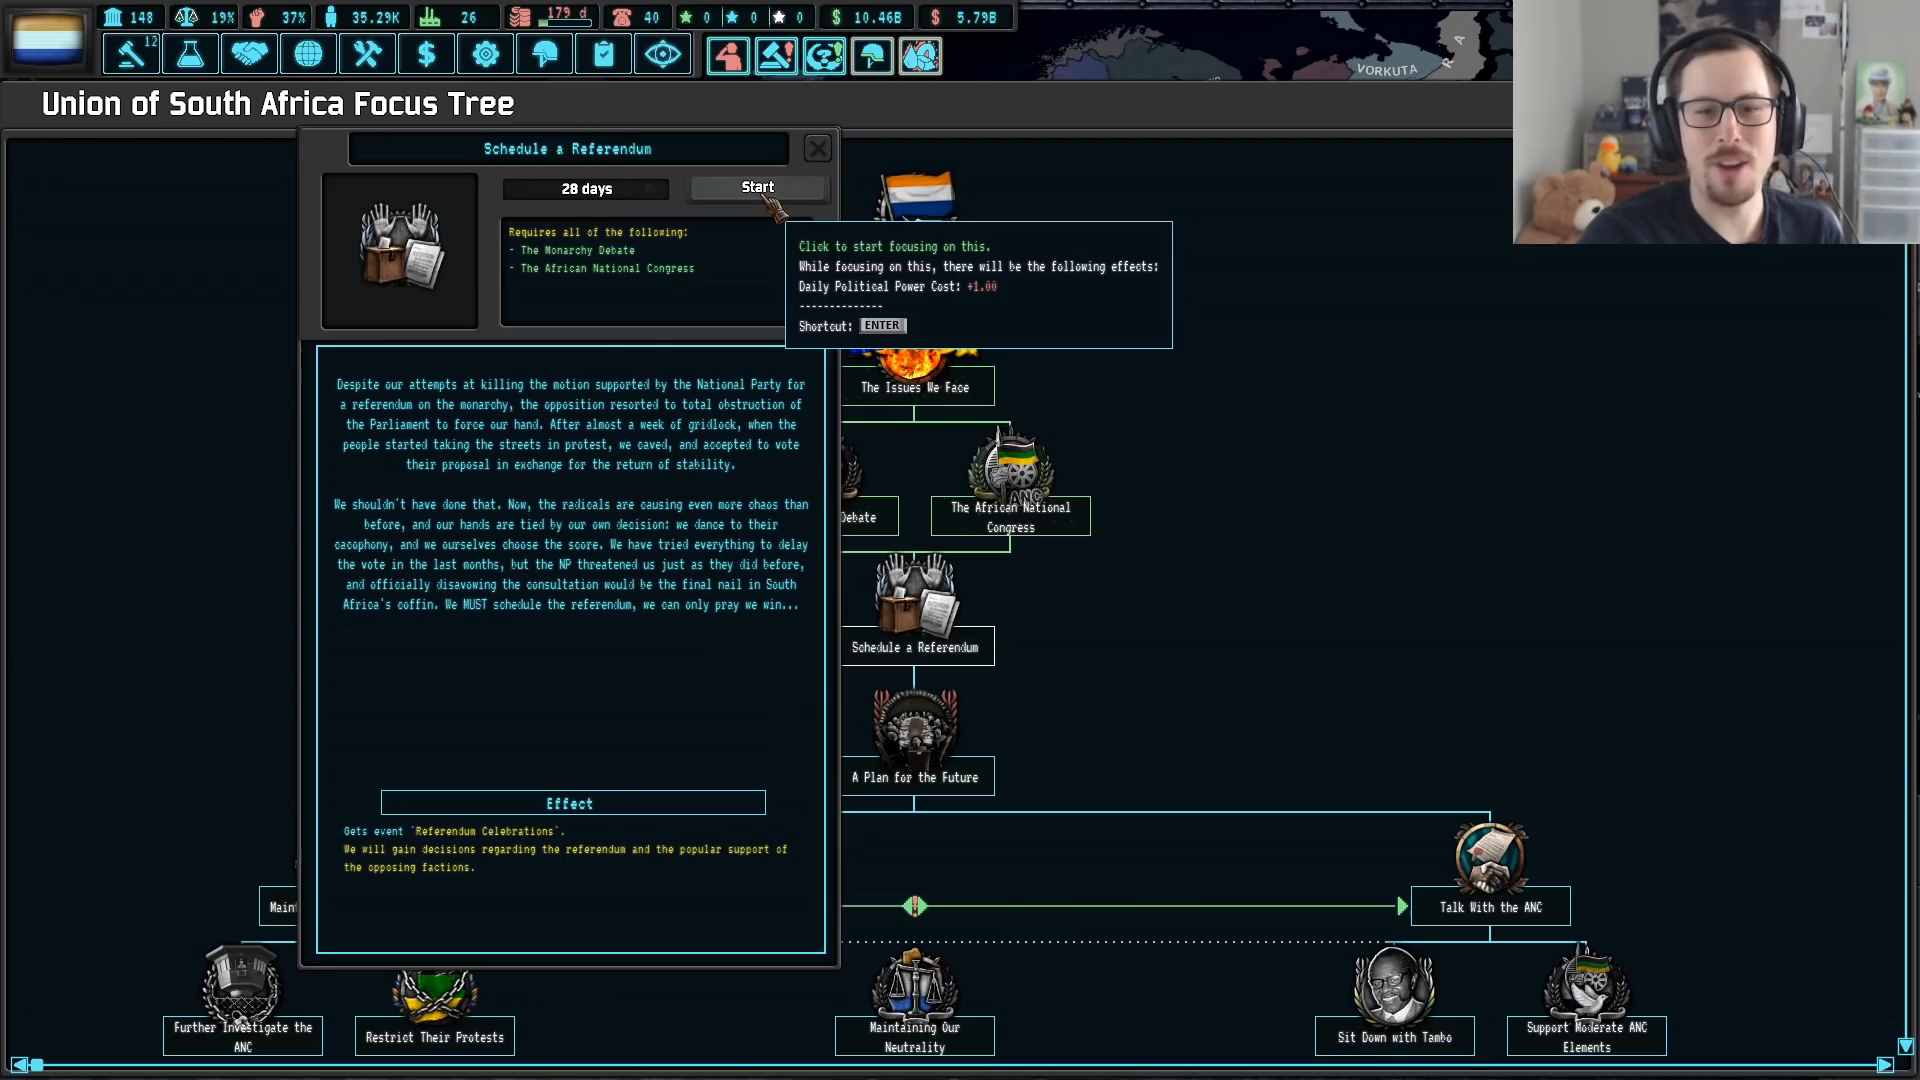 148
19%
37%
35.29K
26
179 d
40
0
0
0
$ 10.46B
$ 5.79B
12
VORKUTA
R
A
Union of South Africa Focus Tree
Schedule a Referendum
28 days
Start
Requires all of the following:
- The Monarchy Debate
- The African National Congress
Click to start focusing on this.
While focusing on this, there will be the following effects:
Daily Political Power Cost: +1.00
--------------
Shortcut: ENTER
Despite our attempts at killing the motion supported by the National Party for
a referendum on the monarchy, the opposition resorted to total obstruction of
the Parliament to force our hand. After almost a week of gridlock, when the
people started taking the streets in protest, we caved, and accepted to vote
their proposal in exchange for the return of stability.
We shouldn't have done that. Now, the radicals are causing even more chaos than
before, and our hands are tied by our own decision: we dance to their
cacophony, and we ourselves choose the score. We have tried everything to delay
the vote in the last months, but the NP threatened us just as they did before,
and officially disavowing the consultation would be the final nail in South
Africa's coffin. We MUST schedule the referendum, we can only pray we win...
Effect
Gets event 'Referendum Celebrations'.
We will gain decisions regarding the referendum and the popular support of
the opposing factions.
The Issues We Face
Debate
ANC
The African National
Congress
Schedule a Referendum
A Plan for the Future
Main
Talk With the ANC
Further Investigate the
ANC
Restrict Their Protests
Maintaining Our
Neutrality
Sit Down with Tambo
Support Moderate ANC
Elements